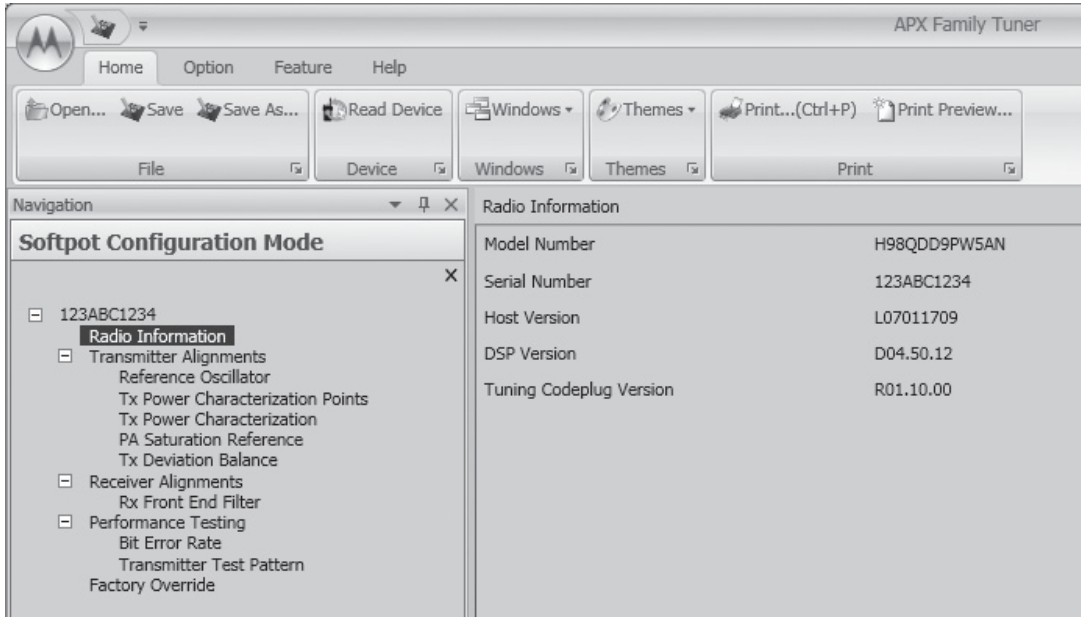 APX Family Tuner
Home Option Feature Help
Open... Save Save As... Read Device Windows Themes Print...(Ctrl+P) Print Preview...
File Device Windows Themes Print
Navigation
Softpot Configuration Mode
123ABC1234
Radio Information
Transmitter Alignments
Reference Oscillator
Tx Power Characterization Points
Tx Power Characterization
PA Saturation Reference
Tx Deviation Balance
Receiver Alignments
Rx Front End Filter
Performance Testing
Bit Error Rate
Transmitter Test Pattern
Factory Override
Radio Information
Model Number H98QDD9PW5AN
Serial Number 123ABC1234
Host Version L07011709
DSP Version D04.50.12
Tuning Codeplug Version R01.10.00